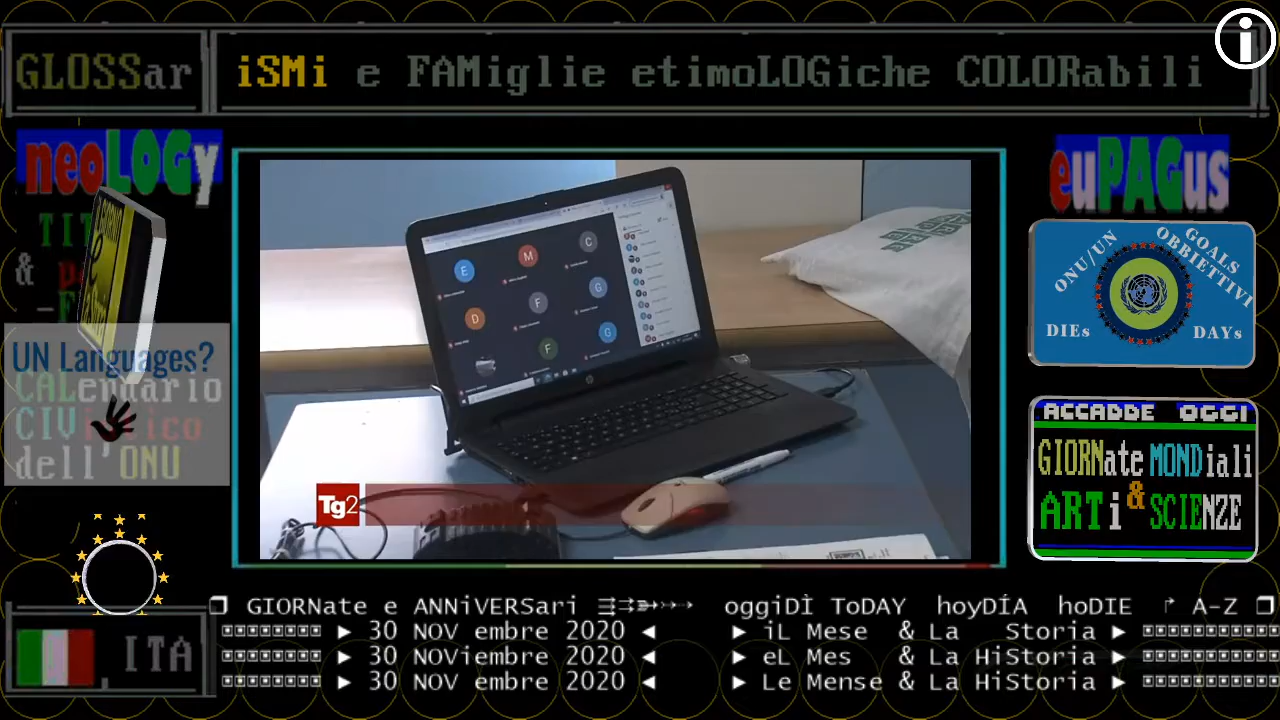 GLOSSar
iSMi e FAMiglie etimoLOGiche COLORabili
neoLOGy
euPAGus
TIT
&
UN Languages?
CALendario
CIVistico
dell'ONU
ITA
E
M
C
D
F
G
F
G
Tg2
ONU/UN
GOALS
OBBIETTIVI
DIEs
DAYs
ACCADDE OGGI
GIORNate MONDiali
ARTi & SCIENZE
GIORNate e ANNiVERSari oggiDÌ ToDAY hoyDÍA hoDIE A-Z
30 NOV embre 2020 iL Mese & La Storia
30 NOViembre 2020 eL Mes & La HiStoria
30 NOV embre 2020 Le Mense & La HiStoria